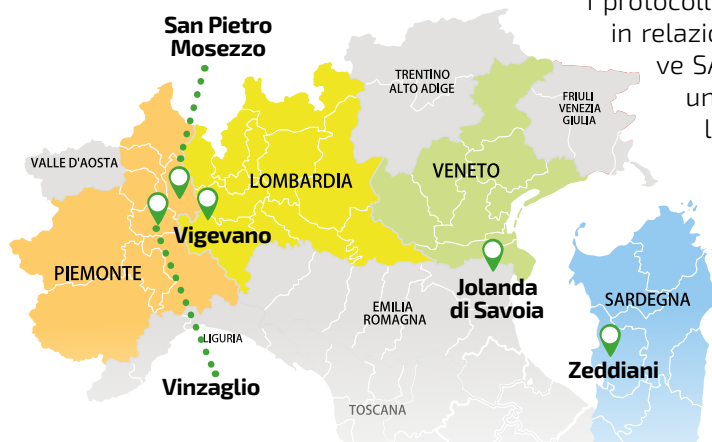 I protocoll
in relazio
ve SA
un
l
San Pietro
Mosezzo
TRENTINO
ALTO ADIGE
FRIULI
VENEZIA
GIULIA
VALLE D'AOSTA
LOMBARDIA
VENETO
Vigevano
PIEMONTE
Jolanda
di Savoia
SARDEGNA
EMILIA
ROMAGNA
LIGURIA
Zeddiani
Vinzaglio
TOSCANA